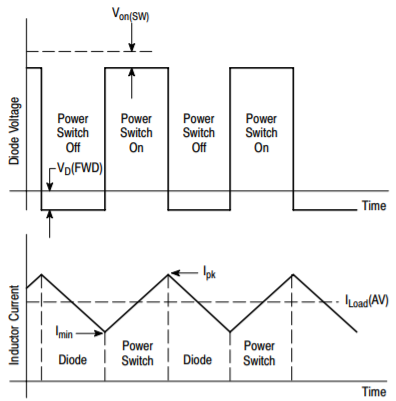 Von(SW)
Diode Voltage
Power Switch Off
Power Switch On
Power Switch Off
Power Switch On
VD(FWD)
Time
Inductor Current
Ipk
ILoad(AV)
Imin
Diode
Power Switch
Diode
Power Switch
Time